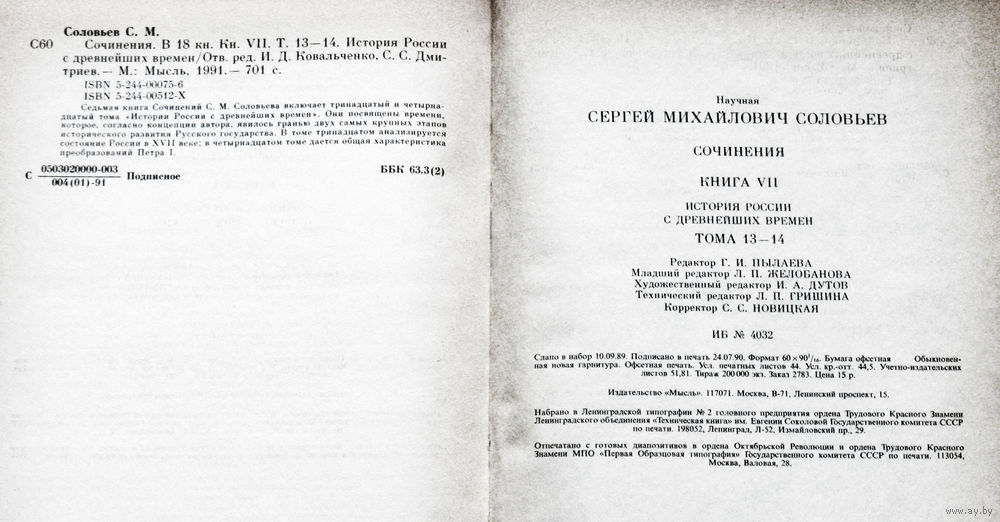 Соловьев С. М.
С60 Сочинения. В 18 кн. Кн. VII. Т. 13—14. История России
с древнейших времен/Отв. ред. И. Д. Ковальченко, С. С. Дми-
триев.— М.: Мысль, 1991.— 701 с.
ISBN 5-244-00075-6
ISBN 5-244-00512-X
Седьмая книга Сочинений С. М. Соловьева включает тринадцатый и четырна-
дцатый тома «Истории России с древнейших времен». Они посвящены времени,
которое, согласно концепции автора, явилось гранью двух самых крупных этапов
исторического развития Русского государства. В томе тринадцатом анализируется
состояние России в XVII веке; в четырнадцатом томе дается общая характеристика
преобразований Петра I.
С 0503020000-003
004(01)-91 Подписное
ББК 63.3(2)
Научная
СЕРГЕЙ МИХАЙЛОВИЧ СОЛОВЬЕВ
СОЧИНЕНИЯ
КНИГА VII
ИСТОРИЯ РОССИИ
С ДРЕВНЕЙШИХ ВРЕМЕН
ТОМА 13—14
Редактор Г. И. ПЫЛАЕВА
Младший редактор Л. П. ЖЕЛОБАНОВА
Художественный редактор И. А. ДУТОВ
Технический редактор Л. П. ГРИШИНА
Корректор С. С. НОВИЦКАЯ
ИБ № 4032
Сдано в набор 10.09.89. Подписано в печать 24.07.90. Формат 60×90¹/₁₆. Бумага офсетная Обыкновен-
ная новая гарнитура. Офсетная печать. Усл. печатных листов 44. Усл. кр.-отт. 44,5. Учетно-издательских
листов 51,81. Тираж 200 000 экз. Заказ 2783. Цена 15 р.
Издательство «Мысль». 117071. Москва, В-71, Ленинский проспект, 15.
Набрано в Ленинградской типографии № 2 головного предприятия ордена Трудового Красного Знамени
Ленинградского объединения «Техническая книга» им. Евгении Соколовой Государственного комитета СССР
по печати. 198052, Ленинград, Л-52, Измайловский пр., 29.
Отпечатано с готовых диапозитивов в ордена Октябрьской Революции и ордена Трудового Красного
Знамени МПО «Первая Образцовая типография» Государственного комитета СССР по печати. 113054,
Москва, Валовая, 28.
www.ay.by